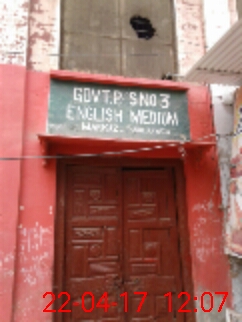 GOVT.P.S NO 3
ENGLISH MEDIUM
22-04-17 12:07